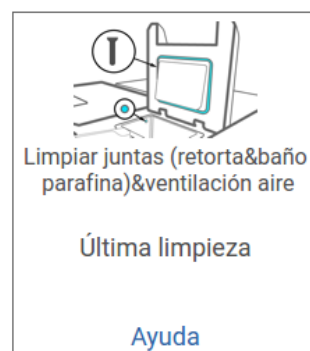 Limpiar juntas (retorta&baño
parafina)&ventilación aire
Última limpieza
Ayuda